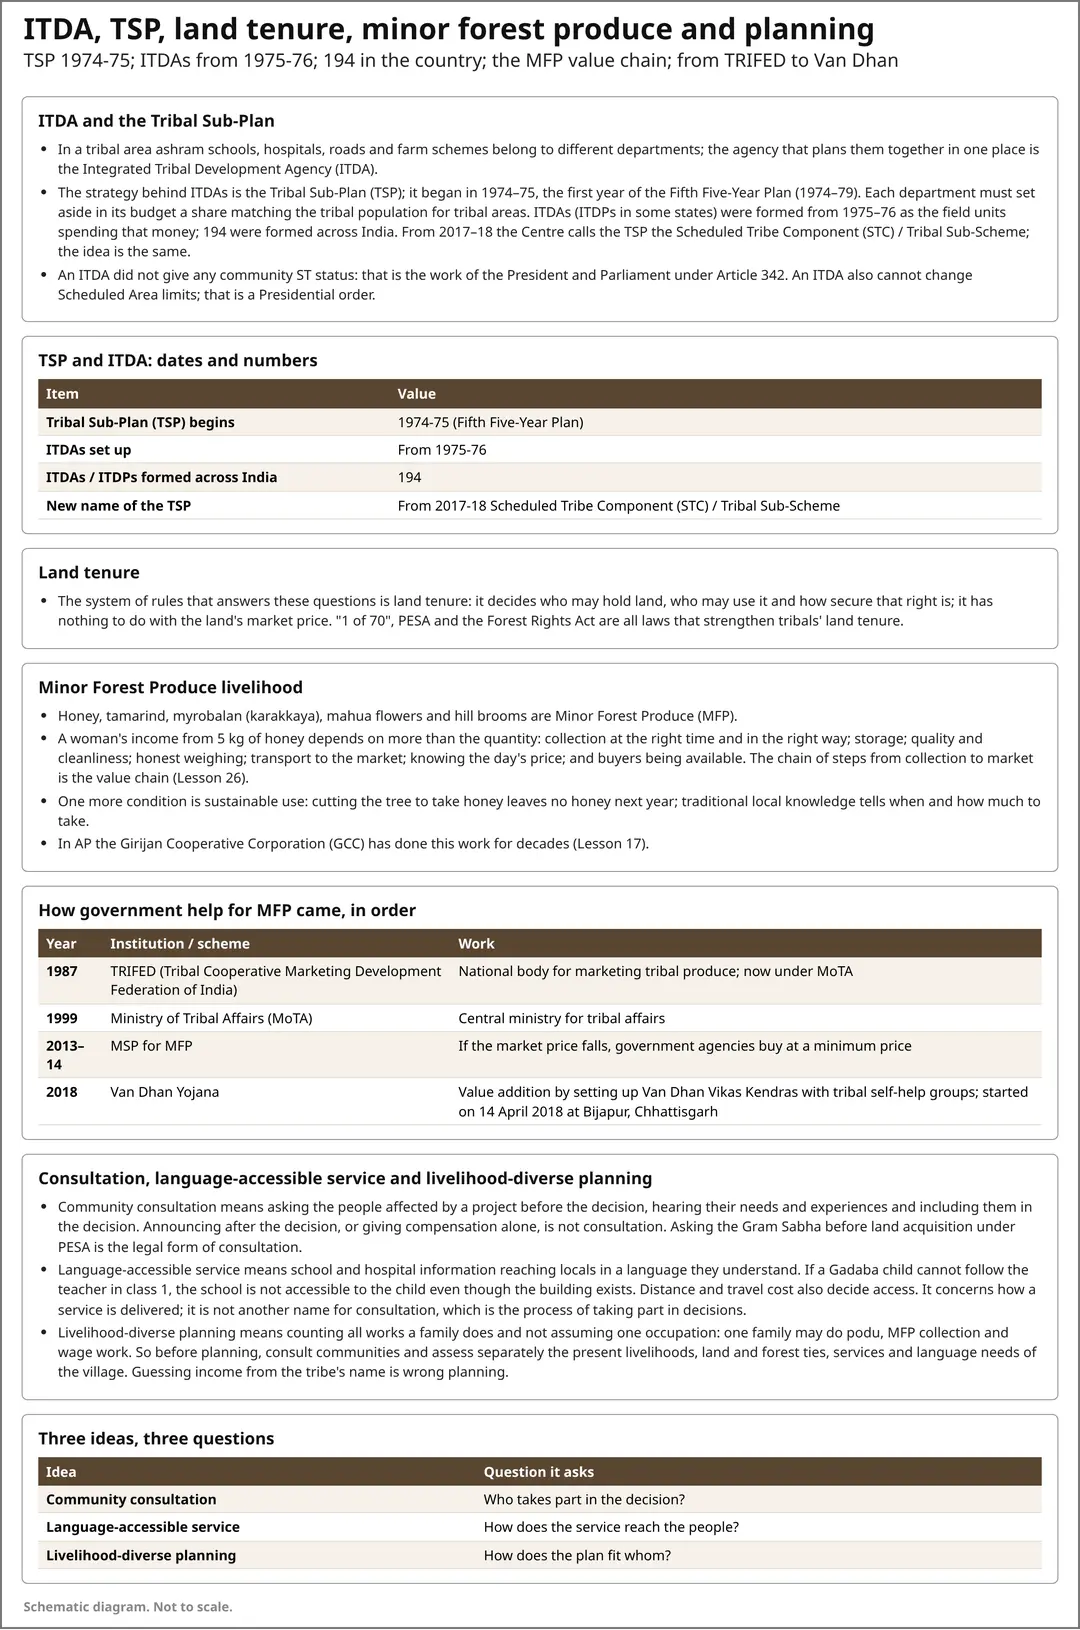 ITDA, TSP, land tenure, minor forest produce and planning
TSP 1974-75; ITDAs from 1975-76; 194 in the country; the MFP value chain; from TRIFED to Van Dhan
ITDA and the Tribal Sub-Plan
• In a tribal area ashram schools, hospitals, roads and farm schemes belong to different departments; the agency that plans them together in one place is
the Integrated Tribal Development Agency (ITDA).
• The strategy behind ITDAs is the Tribal Sub-Plan (TSP); it began in 1974–75, the first year of the Fifth Five-Year Plan (1974–79). Each department must set
aside in its budget a share matching the tribal population for tribal areas. ITDAs (ITDPs in some states) were formed from 1975–76 as the field units
spending that money; 194 were formed across India. From 2017–18 the Centre calls the TSP the Scheduled Tribe Component (STC) / Tribal Sub-Scheme;
the idea is the same.
• An ITDA did not give any community ST status: that is the work of the President and Parliament under Article 342. An ITDA also cannot change
Scheduled Area limits; that is a Presidential order.
TSP and ITDA: dates and numbers
Item Value
Tribal Sub-Plan (TSP) begins 1974-75 (Fifth Five-Year Plan)
ITDAs set up From 1975-76
ITDAs / ITDPs formed across India 194
New name of the TSP From 2017-18 Scheduled Tribe Component (STC) / Tribal Sub-Scheme
Land tenure
• The system of rules that answers these questions is land tenure: it decides who may hold land, who may use it and how secure that right is; it has
nothing to do with the land's market price. "1 of 70", PESA and the Forest Rights Act are all laws that strengthen tribals' land tenure.
Minor Forest Produce livelihood
• Honey, tamarind, myrobalan (karakkaya), mahua flowers and hill brooms are Minor Forest Produce (MFP).
• A woman's income from 5 kg of honey depends on more than the quantity: collection at the right time and in the right way; storage; quality and
cleanliness; honest weighing; transport to the market; knowing the day's price; and buyers being available. The chain of steps from collection to market
is the value chain (Lesson 26).
• One more condition is sustainable use: cutting the tree to take honey leaves no honey next year; traditional local knowledge tells when and how much to
take.
• In AP the Girijan Cooperative Corporation (GCC) has done this work for decades (Lesson 17).
How government help for MFP came, in order
Year Institution / scheme Work
1987 TRIFED (Tribal Cooperative Marketing Development National body for marketing tribal produce; now under MoTA
Federation of India)
1999 Ministry of Tribal Affairs (MoTA) Central ministry for tribal affairs
2013– MSP for MFP If the market price falls, government agencies buy at a minimum price
14
2018 Van Dhan Yojana Value addition by setting up Van Dhan Vikas Kendras with tribal self-help groups; started
on 14 April 2018 at Bijapur, Chhattisgarh
Consultation, language-accessible service and livelihood-diverse planning
• Community consultation means asking the people affected by a project before the decision, hearing their needs and experiences and including them in
the decision. Announcing after the decision, or giving compensation alone, is not consultation. Asking the Gram Sabha before land acquisition under
PESA is the legal form of consultation.
• Language-accessible service means school and hospital information reaching locals in a language they understand. If a Gadaba child cannot follow the
teacher in class 1, the school is not accessible to the child even though the building exists. Distance and travel cost also decide access. It concerns how a
service is delivered; it is not another name for consultation, which is the process of taking part in decisions.
• Livelihood-diverse planning means counting all works a family does and not assuming one occupation: one family may do podu, MFP collection and
wage work. So before planning, consult communities and assess separately the present livelihoods, land and forest ties, services and language needs of
the village. Guessing income from the tribe's name is wrong planning.
Three ideas, three questions
Idea Question it asks
Community consultation Who takes part in the decision?
Language-accessible service How does the service reach the people?
Livelihood-diverse planning How does the plan fit whom?
Schematic diagram. Not to scale.